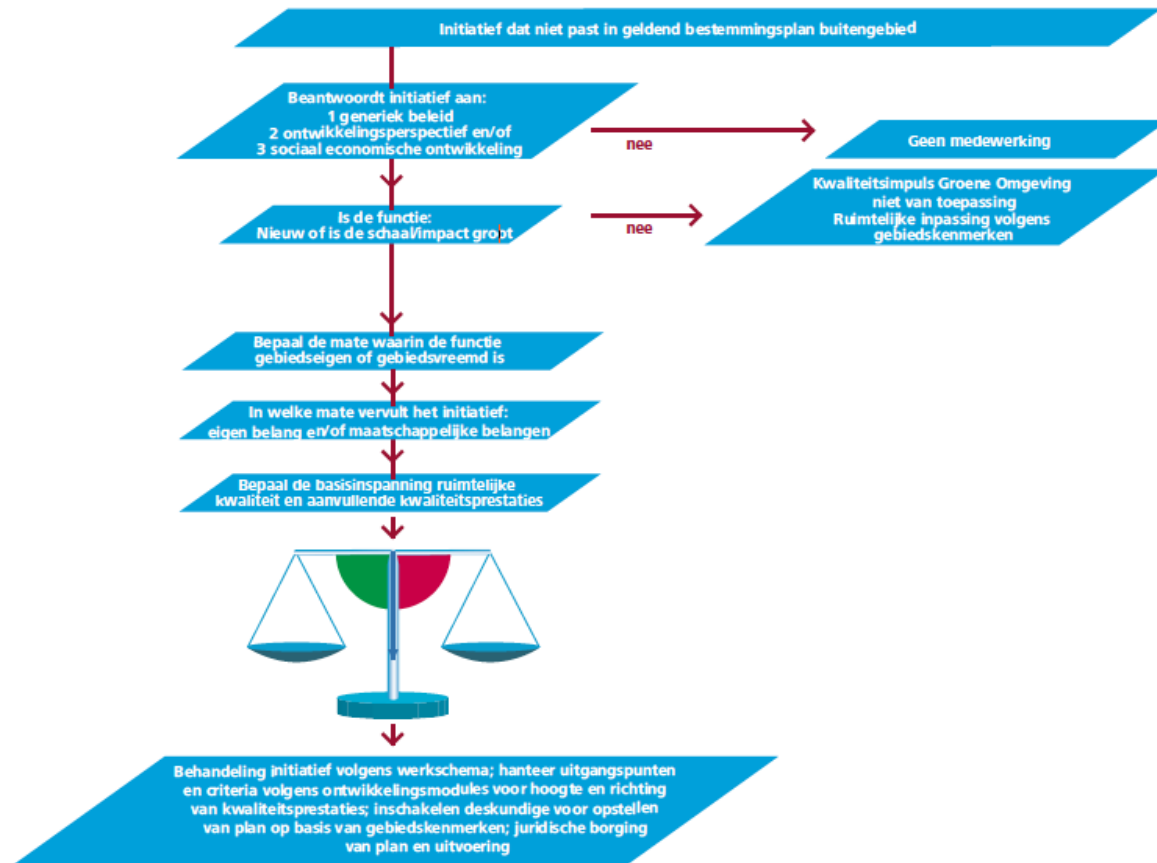 Initiatief dat niet past in geldend bestemmingsplan buitengebied
Beantwoordt initiatief aan:
1 generiek beleid
2 ontwikkelingsperspectief en/of
3 sociaal economische ontwikkeling
nee
Geen medewerking
Is de functie:
Nieuw of is de schaal/impact groot
nee
Kwaliteitsimpuls Groene Omgeving
niet van toepassing
Ruimtelijke inpassing volgens
gebiedskenmerken
Bepaal de mate waarin de functie
gebiedseigen of gebiedsvreemd is
In welke mate vervult het initiatief:
eigen belang en/of maatschappelijke belangen
Bepaal de basisinspanning ruimtelijke
kwaliteit en aanvullende kwaliteitsprestaties
Behandeling initiatief volgens werkschema; hanteer uitgangspunten
en criteria volgens ontwikkelingsmodules voor hoogte en richting
van kwaliteitsprestaties; inschakelen deskundige voor opstellen
van plan op basis van gebiedskenmerken; juridische borging
van plan en uitvoering